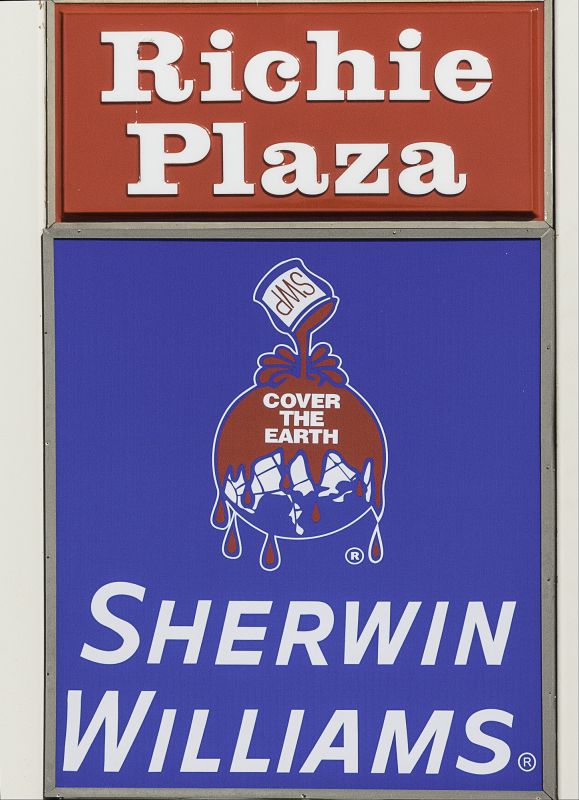 Richie
Plaza
SWP
COVER
THE
EARTH
®
SHERWIN
WILLIAMS®